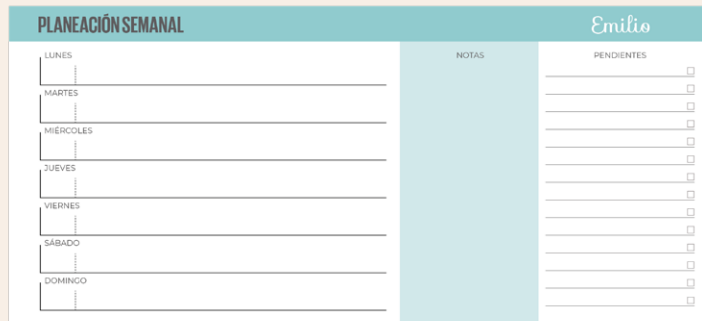 PLANEACIÓN SEMANAL
Emilio
LUNES
MARTES
MIÉRCOLES
JUEVES
VIERNES
SÁBADO
DOMINGO
NOTAS
PENDIENTES